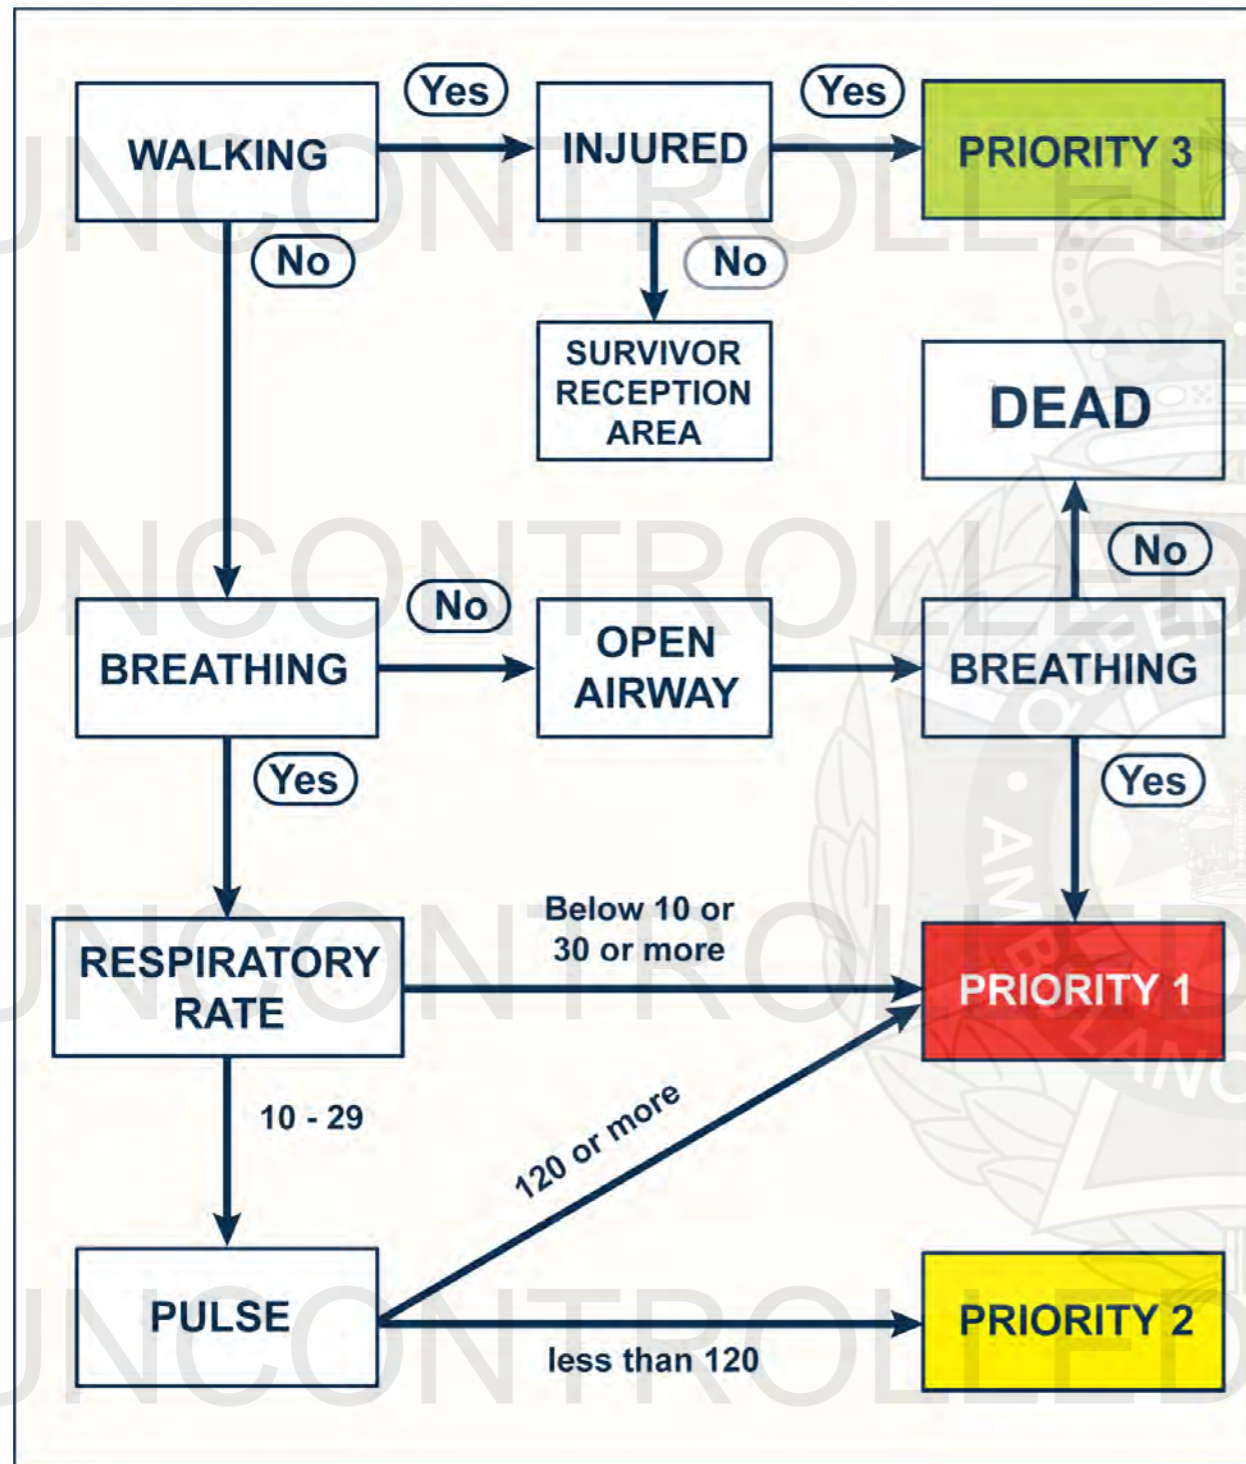 Yes
Yes
WALKING
INJURED
PRIORITY 3
No
No
SURVIVOR
RECEPTION
AREA
DEAD
No
No
BREATHING
OPEN
AIRWAY
BREATHING
Yes
Yes
RESPIRATORY
RATE
Below 10 or
30 or more
PRIORITY 1
10 - 29
120 or more
PULSE
less than 120
PRIORITY 2
UNCONTROLLED
UNCONTROLLED
UNCONTROLLED
UNCONTROLLED